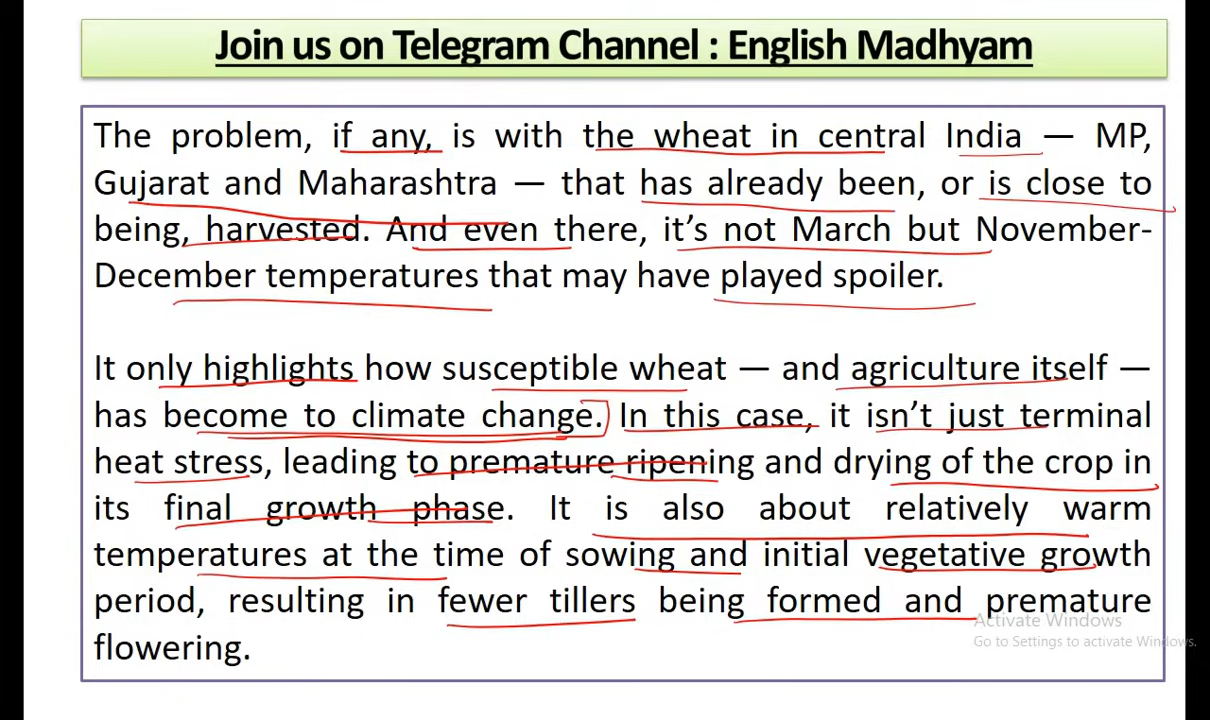 Join us on Telegram Channel : English Madhyam
The problem, if any, is with the wheat in central India — MP,
Gujarat and Maharashtra — that has already been, or is close to
being, harvested. And even there, it’s not March but November-
December temperatures that may have played spoiler.
It only highlights how susceptible wheat — and agriculture itself —
has become to climate change. In this case, it isn’t just terminal
heat stress, leading to premature ripening and drying of the crop in
its final growth phase. It is also about relatively warm
temperatures at the time of sowing and initial vegetative growth
period, resulting in fewer tillers being formed and premature
flowering.
Activate Windows
Go to Settings to activate Windows.